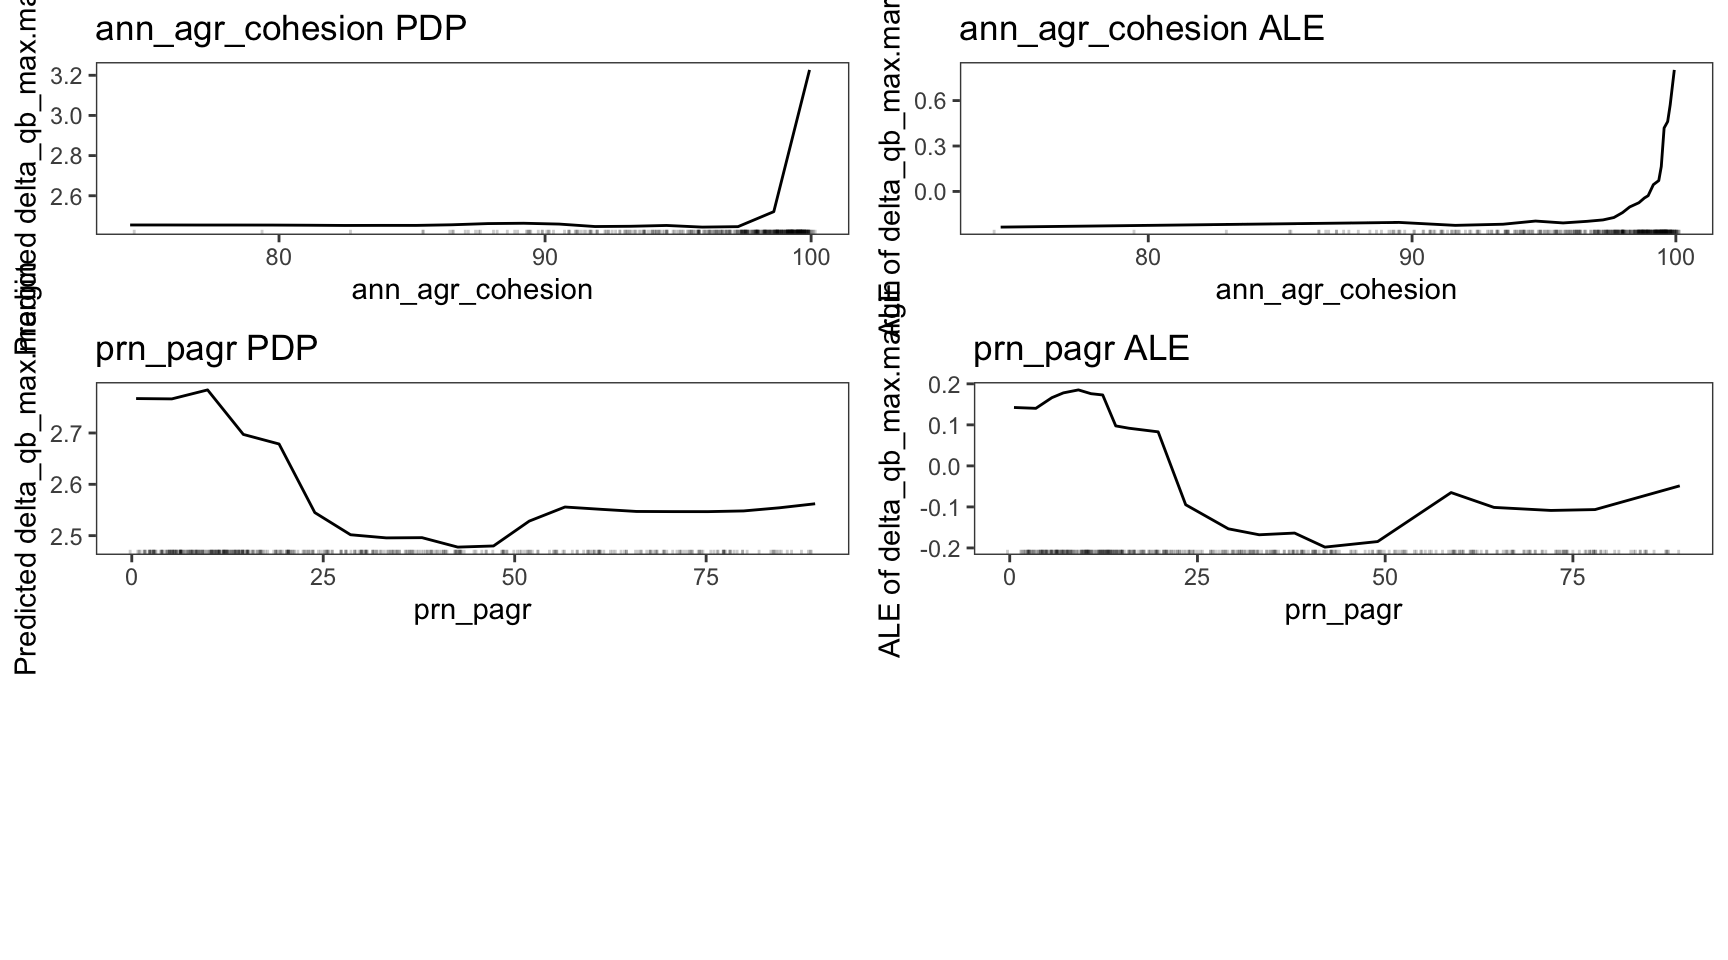 ann_agr_cohesion PDP
3.2
3.0
2.8
2.6
80 90 100
ann_agr_cohesion
ann_agr_cohesion ALE
0.6
0.3
0.0
80 90 100
ann_agr_cohesion
prn_pagr PDP
Predicted delta_qb_max.margin
2.7
2.6
2.5
0 25 50 75
prn_pagr
prn_pagr ALE
ALE of delta_qb_max.margin
0.2
0.1
0.0
-0.1
-0.2
0 25 50 75
prn_pagr